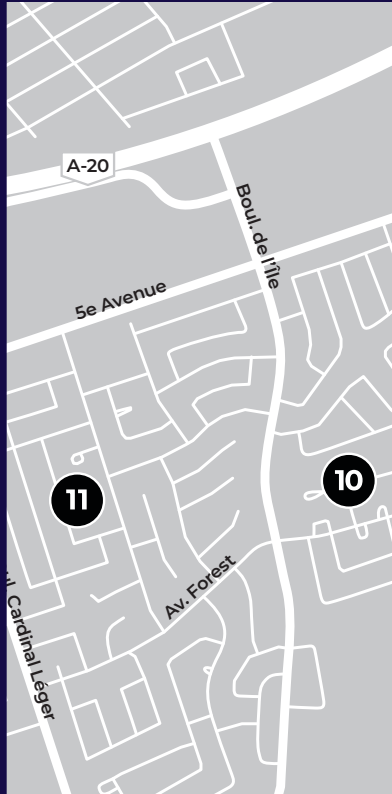 A-20
Boul. de l'Île
5e Avenue
10
11
Av. Forest
Cardinal Léger